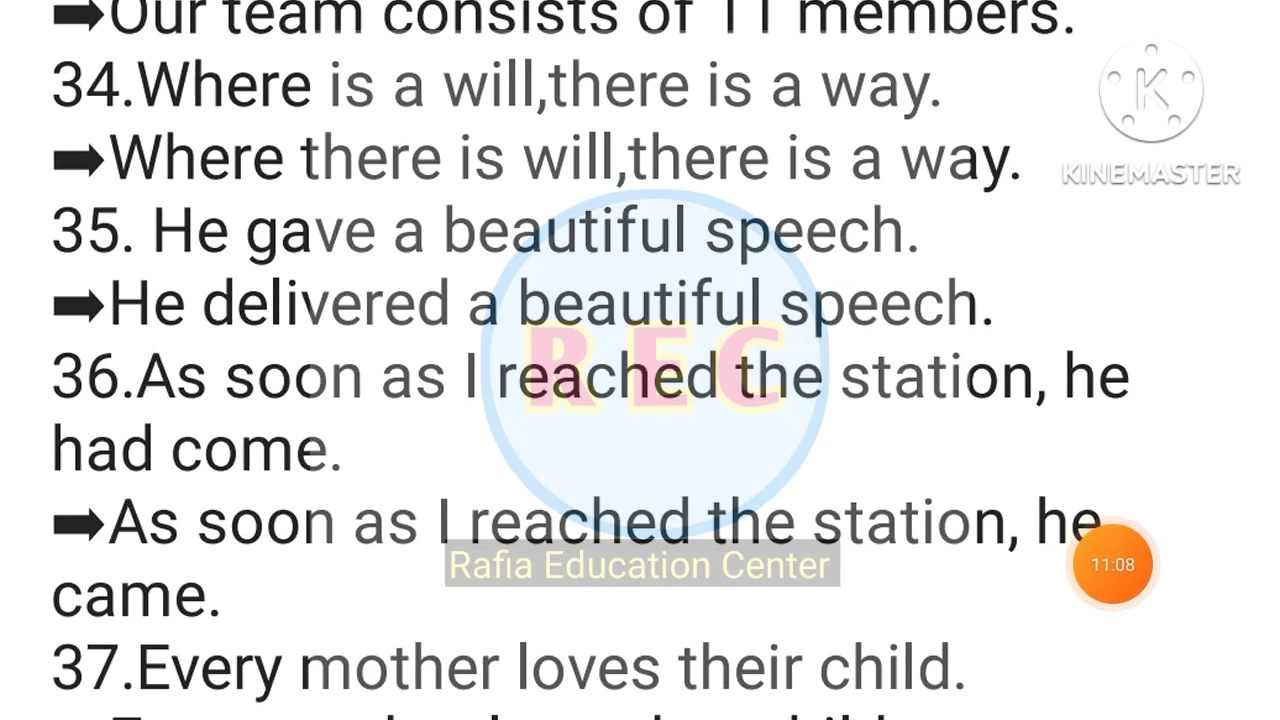 ➡Our team consists of 11 members.
34.Where is a will,there is a way.
➡Where there is will,there is a way.
35. He gave a beautiful speech.
➡He delivered a beautiful speech.
36.As soon as I reached the station, he
had come.
➡As soon as I reached the station, he
came.
37.Every mother loves their child.
K
KINEMASTER
REC
Rafia Education Center
11:08